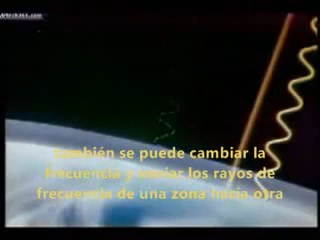 también se puede cambiar la
frecuencia y enviar los rayos de
frecuencia de una zona hacia otra